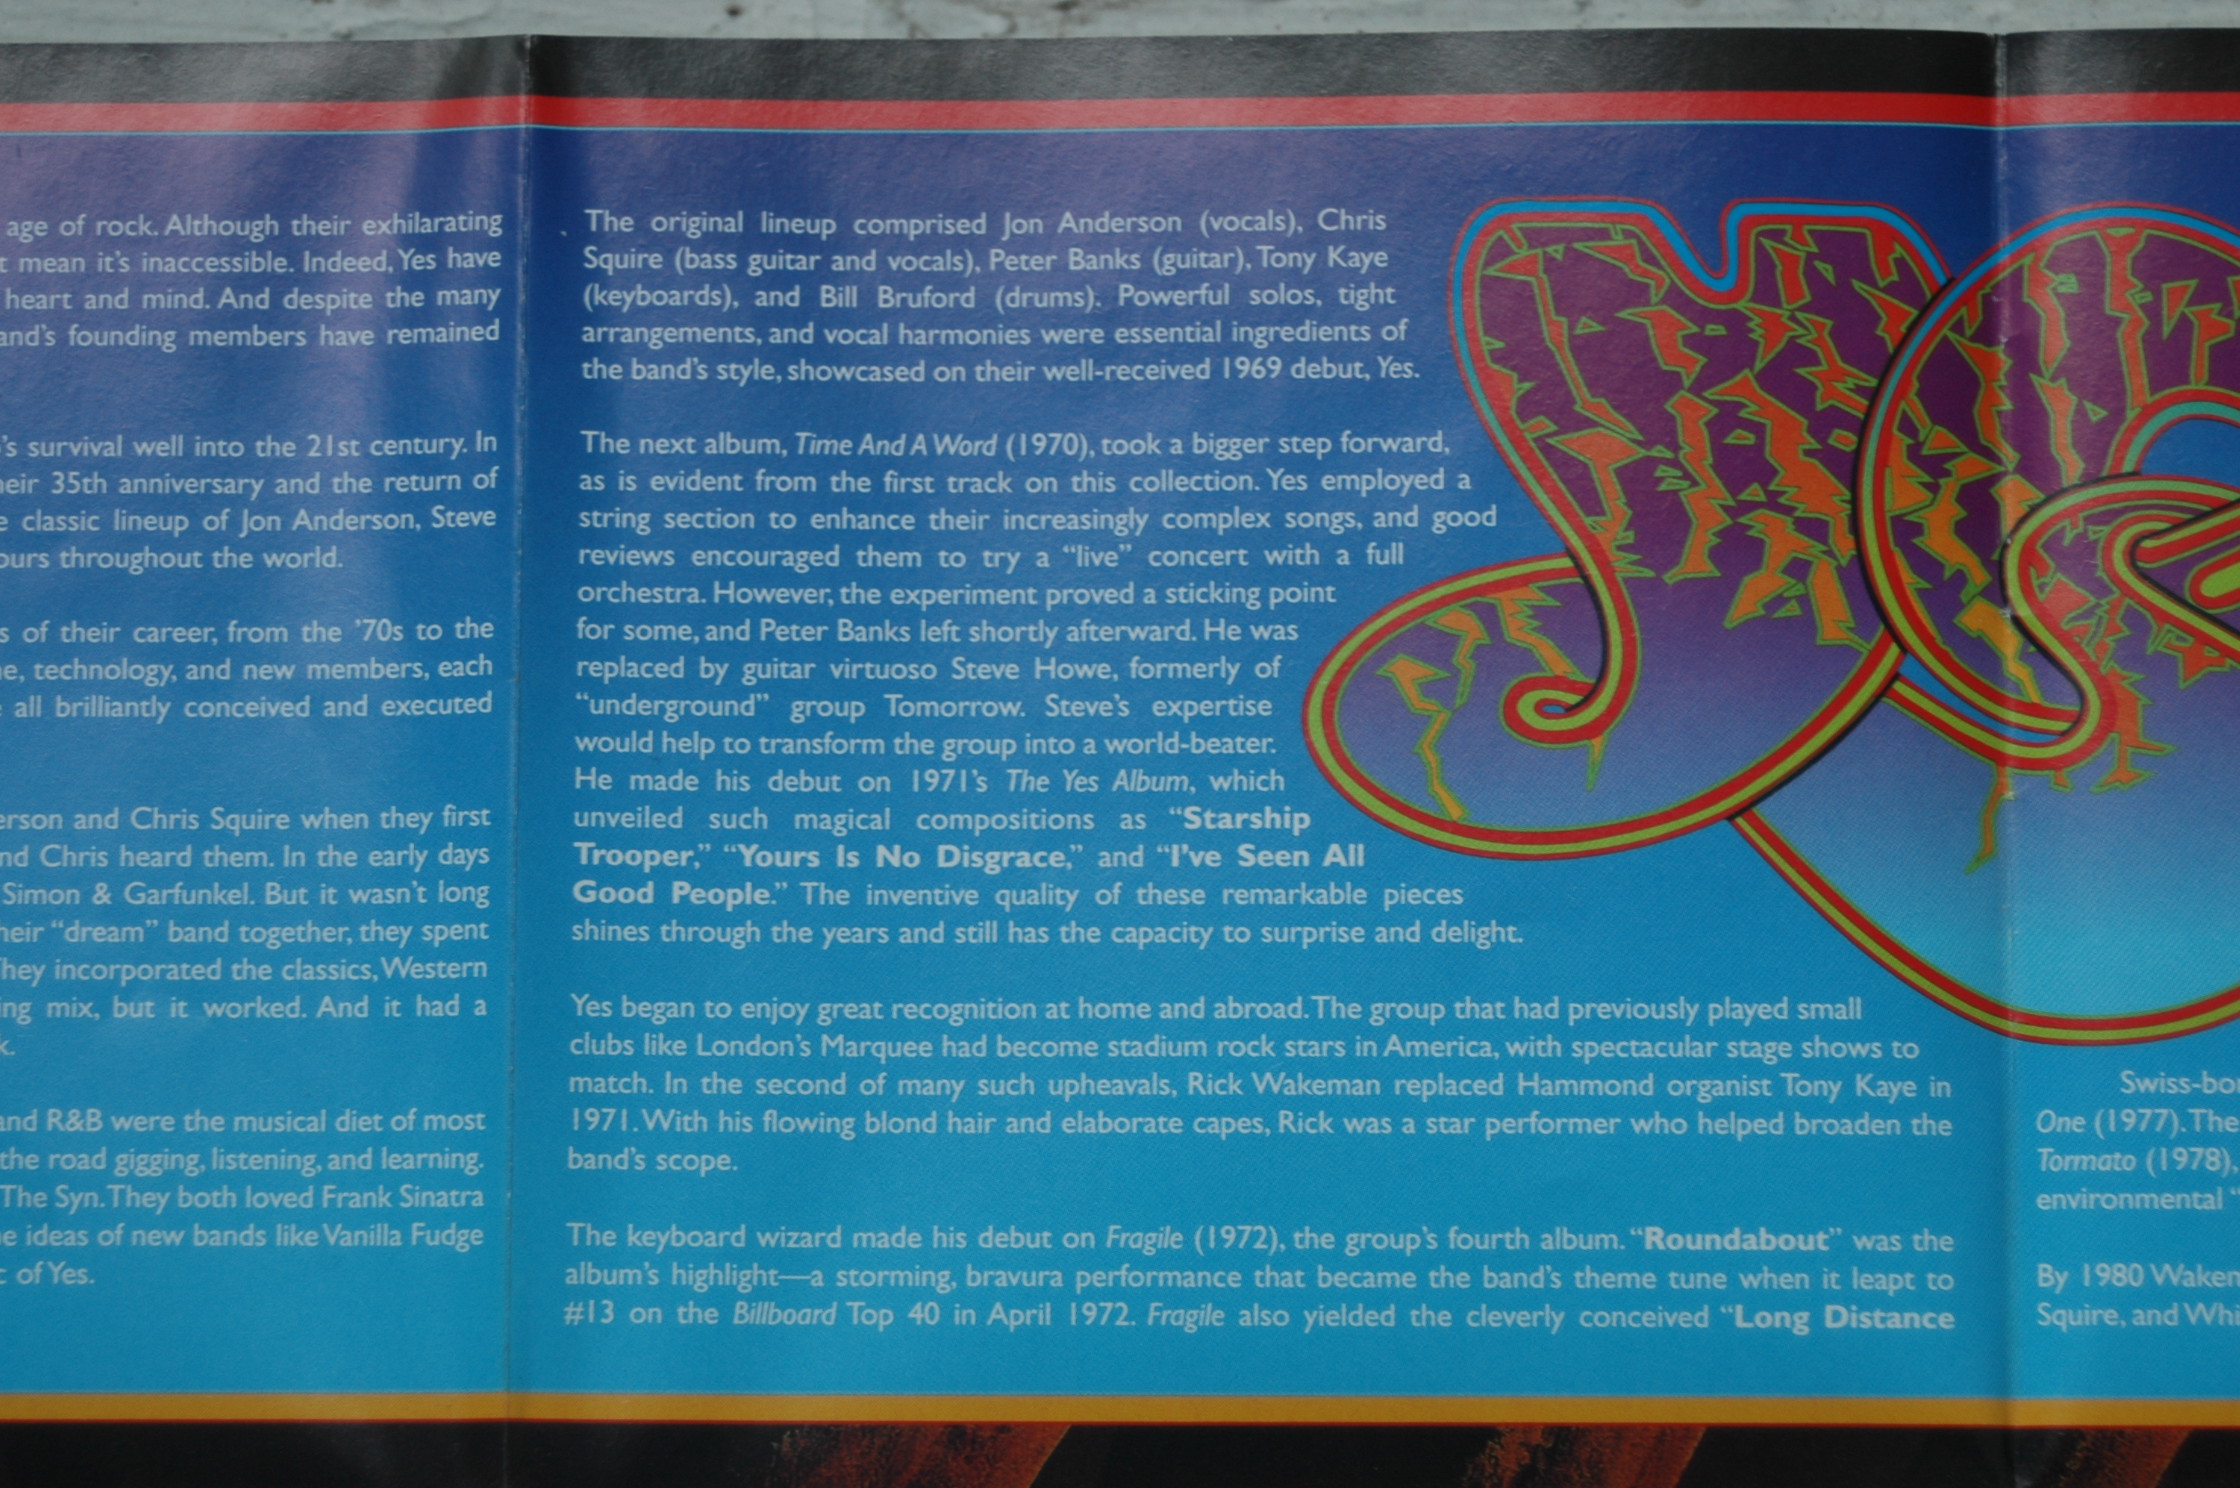 age of rock. Although their exhilarating
mean it's inaccessible. Indeed, Yes have
heart and mind. And despite the many
founding members have remained
survival well into the 21st century. In
35th anniversary and the return of
classic lineup of Jon Anderson, Steve
throughout the world.
of their career, from the '70s to the
technology, and new members, each
all brilliantly conceived and executed
and Chris Squire when they first
Chris heard them. In the early days
Simon & Garfunkel. But it wasn't long
"dream" band together, they spent
They incorporated the classics, Western
mix, but it worked. And it had a
and R&B were the musical diet of most
the road gigging, listening, and learning.
The Syn. They both loved Frank Sinatra
ideas of new bands like Vanilla Fudge
of Yes.
The original lineup comprised Jon Anderson (vocals), Chris
Squire (bass guitar and vocals), Peter Banks (guitar), Tony Kaye
(keyboards), and Bill Bruford (drums). Powerful solos, tight
arrangements, and vocal harmonies were essential ingredients of
the band's style, showcased on their well-received 1969 debut, Yes.
The next album, Time And A Word (1970), took a bigger step forward,
as is evident from the first track on this collection. Yes employed a
string section to enhance their increasingly complex songs, and good
reviews encouraged them to try a "live" concert with a full
orchestra. However, the experiment proved a sticking point
for some, and Peter Banks left shortly afterward. He was
replaced by guitar virtuoso Steve Howe, formerly of
"underground" group Tomorrow. Steve's expertise
would help to transform the group into a world-beater.
He made his debut on 1971's The Yes Album, which
unveiled such magical compositions as "Starship
Trooper," "Yours Is No Disgrace," and "I've Seen All
Good People." The inventive quality of these remarkable pieces
shines through the years and still has the capacity to surprise and delight.
Yes began to enjoy great recognition at home and abroad. The group that had previously played small
clubs like London's Marquee had become stadium rock stars in America, with spectacular stage shows to
match. In the second of many such upheavals, Rick Wakeman replaced Hammond organist Tony Kaye in
1971. With his flowing blond hair and elaborate capes, Rick was a star performer who helped broaden the
band's scope.
The keyboard wizard made his debut on Fragile (1972), the group's fourth album. "Roundabout" was the
album's highlight—a storming, bravura performance that became the band's theme tune when it leapt to
#13 on the Billboard Top 40 in April 1972. Fragile also yielded the cleverly conceived "Long Distance
Swiss-bo
One (1977). The
Tormato (1978).
environmental "
By 1980 Wakem
Squire, and Whi